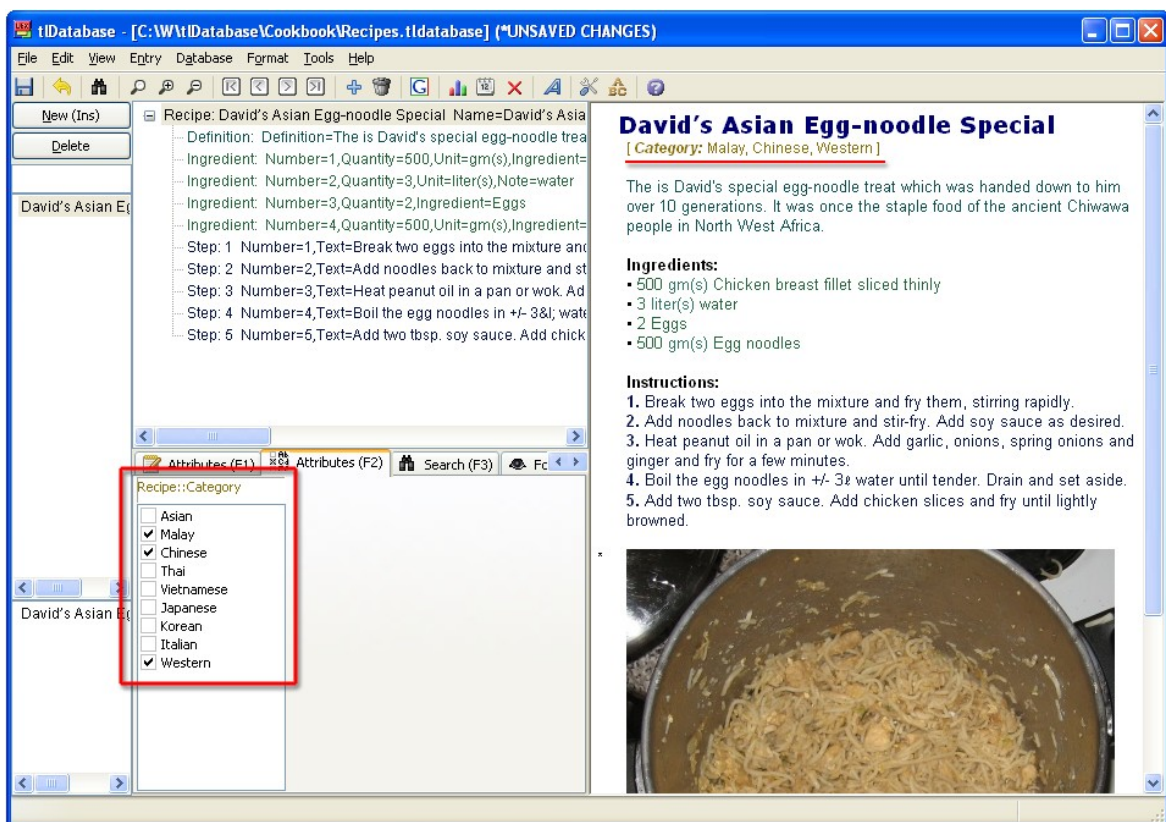 tlDatabase - [C:\W\tlDatabase\Cookbook\Recipes.tldatabase] (*UNSAVED CHANGES)
File Edit View Entry Database Format Tools Help
New (Ins)
Delete
David's Asian Eg
David's Asian Eg
Recipe: David's Asian Egg-noodle Special Name=David's Asia
Definition: Definition=The is David's special egg-noodle trea
Ingredient: Number=1,Quantity=500,Unit=gm(s),Ingredient=
Ingredient: Number=2,Quantity=3,Unit=liter(s),Note=water
Ingredient: Number=3,Quantity=2,Ingredient=Eggs
Ingredient: Number=4,Quantity=500,Unit=gm(s),Ingredient=
Step: 1 Number=1,Text=Break two eggs into the mixture and
Step: 2 Number=2,Text=Add noodles back to mixture and st
Step: 3 Number=3,Text=Heat peanut oil in a pan or wok. Ad
Step: 4 Number=4,Text=Boil the egg noodles in +/- 3&l; wate
Step: 5 Number=5,Text=Add two tbsp. soy sauce. Add chick
Attributes (F1) Attributes (F2) Search (F3) Fo
Recipe::Category
Asian
Malay
Chinese
Thai
Vietnamese
Japanese
Korean
Italian
Western
David's Asian Egg-noodle Special
[ Category: Malay, Chinese, Western ]
The is David's special egg-noodle treat which was handed down to him
over 10 generations. It was once the staple food of the ancient Chiwawa
people in North West Africa.
Ingredients:
▪ 500 gm(s) Chicken breast fillet sliced thinly
▪ 3 liter(s) water
▪ 2 Eggs
▪ 500 gm(s) Egg noodles
Instructions:
1. Break two eggs into the mixture and fry them, stirring rapidly.
2. Add noodles back to mixture and stir-fry. Add soy sauce as desired.
3. Heat peanut oil in a pan or wok. Add garlic, onions, spring onions and
ginger and fry for a few minutes.
4. Boil the egg noodles in +/- 3ℓ water until tender. Drain and set aside.
5. Add two tbsp. soy sauce. Add chicken slices and fry until lightly
browned.